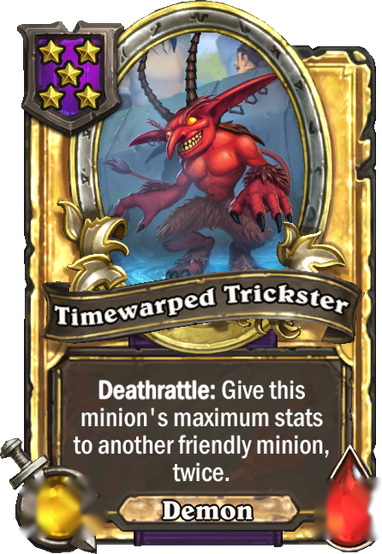 Timewarped Trickster
Deathrattle: Give this
minion's maximum stats
to another friendly minion,
twice.
Demon